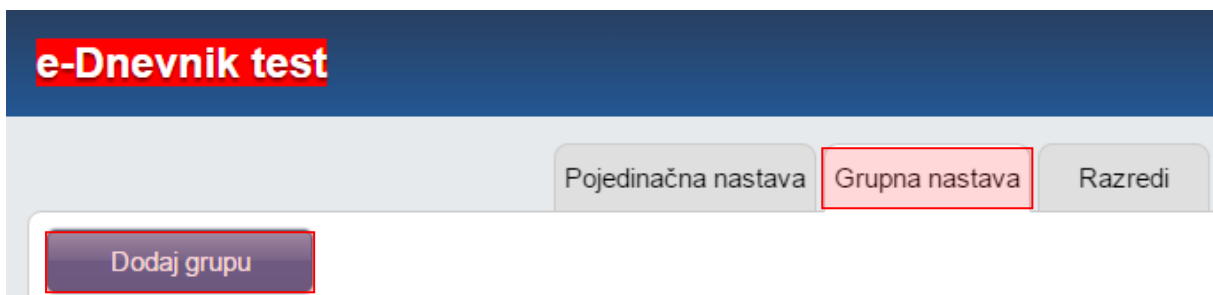 e-Dnevnik test
Pojedinačna nastava Grupna nastava Razredi
Dodaj grupu